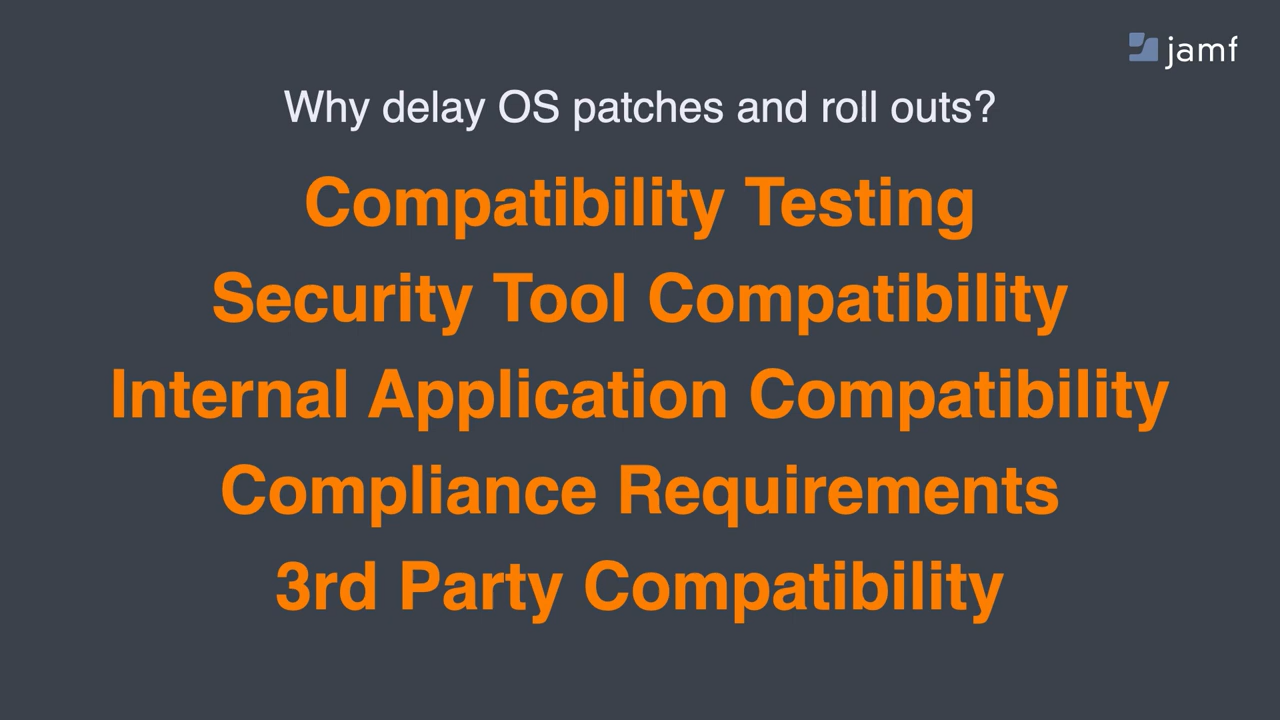 jamf
Why delay OS patches and roll outs?
Compatibility Testing
Security Tool Compatibility
Internal Application Compatibility
Compliance Requirements
3rd Party Compatibility